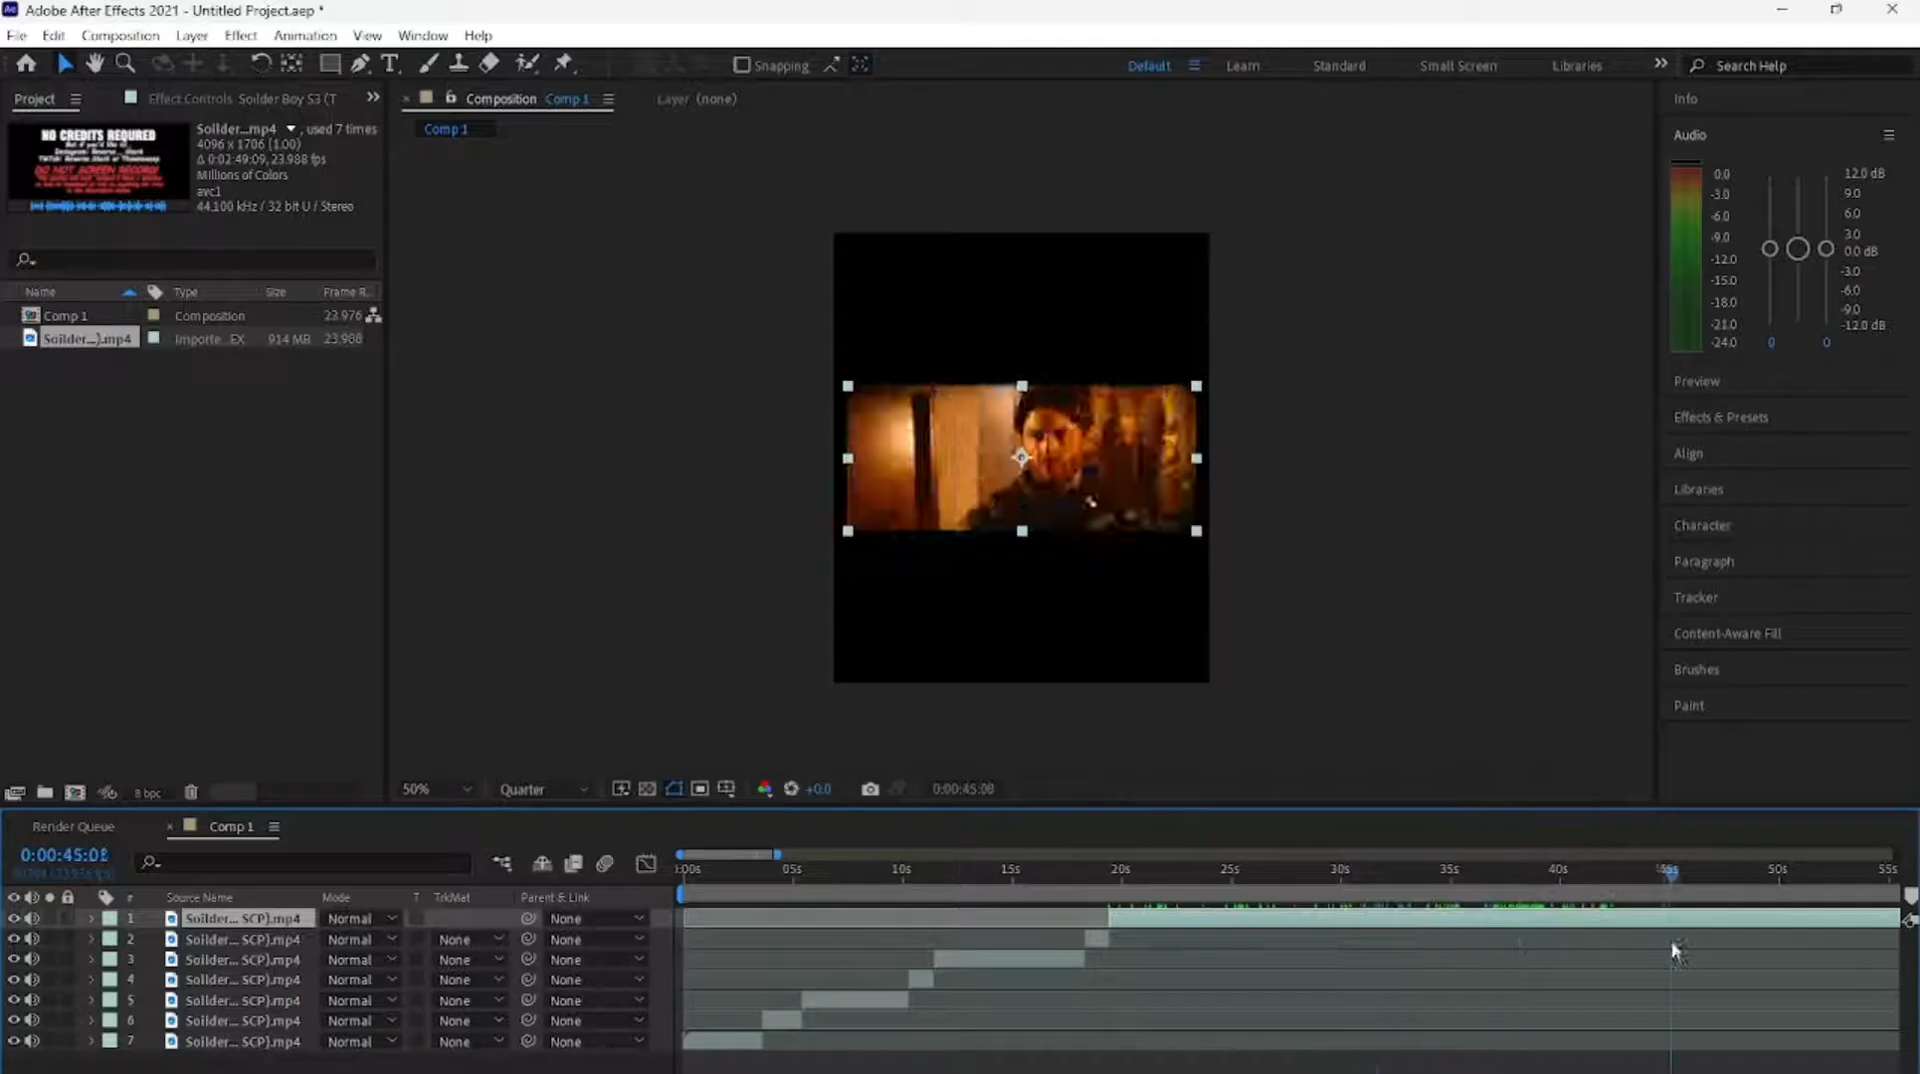 Adobe After Effects 2021 - Untitled Project.aep *
File Edit Composition Layer Effect Animation View Window Help
Snapping
Default Learn Standard Small Screen Libraries Search Help
Project Effect Controls Soilder Boy S3 (T
Composition Comp 1 Layer (none)
Comp 1
NO CREDITS REQUIRED
DO NOT SCREEN RECORD!
Soilder...mp4 , used 7 times
4096 x 1706 (1.00)
Δ 0:02:49:09, 23.988 fps
Millions of Colors
avc1
44.100 kHz / 32 bit U / Stereo
Name Type Size Frame R...
Comp 1 Composition 23.976
Soilder...).mp4 Importe...EX 914 MB 23.988
8 bpc
50% Quarter +0.0 0:00:45:08
Info
Audio
0.0
-3.0
-6.0
-9.0
-12.0
-15.0
-18.0
-21.0
-24.0
12.0 dB
9.0
6.0
3.0
0.0 dB
-3.0
-6.0
-9.0
-12.0 dB
0 0
Preview
Effects & Presets
Align
Libraries
Character
Paragraph
Tracker
Content-Aware Fill
Brushes
Paint
Render Queue Comp 1
0:00:45:08
:00s 05s 10s 15s 20s 25s 30s 35s 40s 45s 50s 55s
# Source Name Mode T TrkMat Parent & Link
1 Soilder... SCP).mp4 Normal None
2 Soilder... SCP).mp4 Normal None None
3 Soilder... SCP).mp4 Normal None None
4 Soilder... SCP).mp4 Normal None None
5 Soilder... SCP).mp4 Normal None None
6 Soilder... SCP).mp4 Normal None None
7 Soilder... SCP).mp4 Normal None None